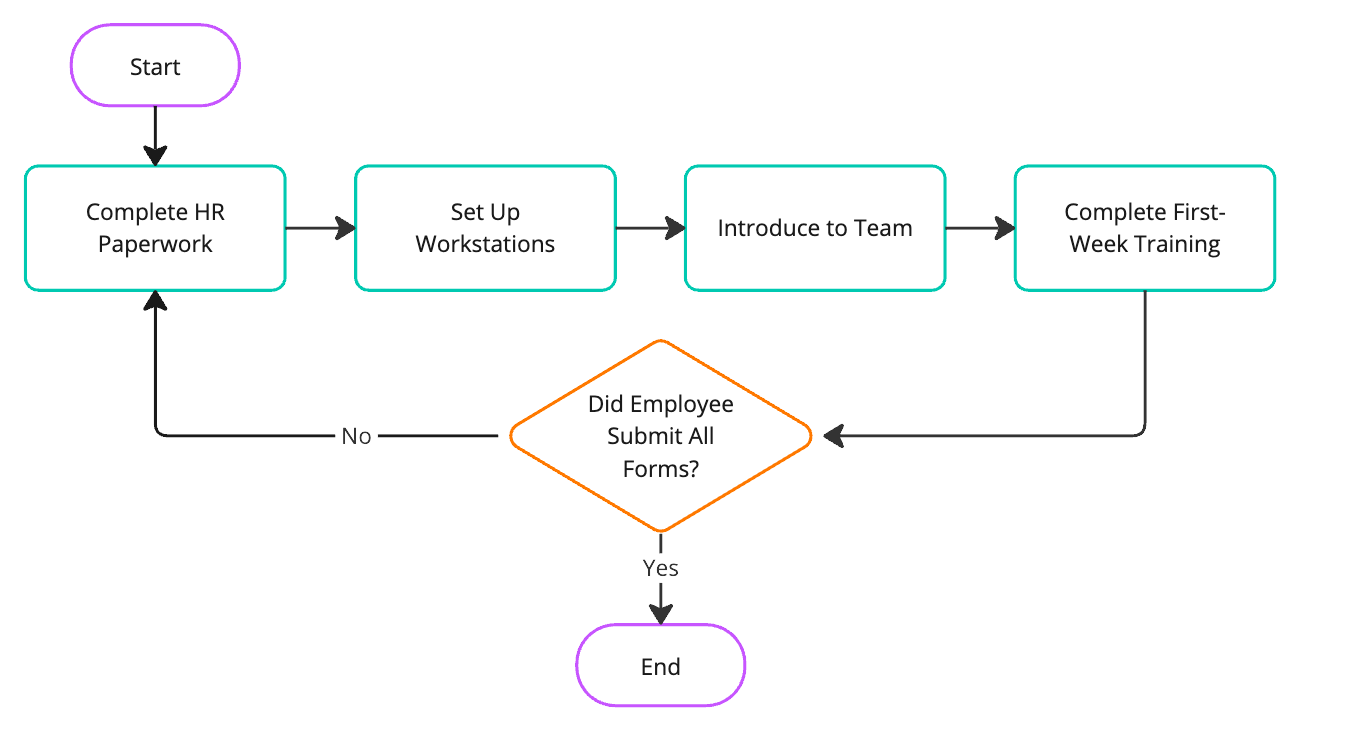 Start
Complete HR
Paperwork
Set Up
Workstations
Introduce to Team
Complete First-
Week Training
Did Employee
Submit All
Forms?
No
Yes
End